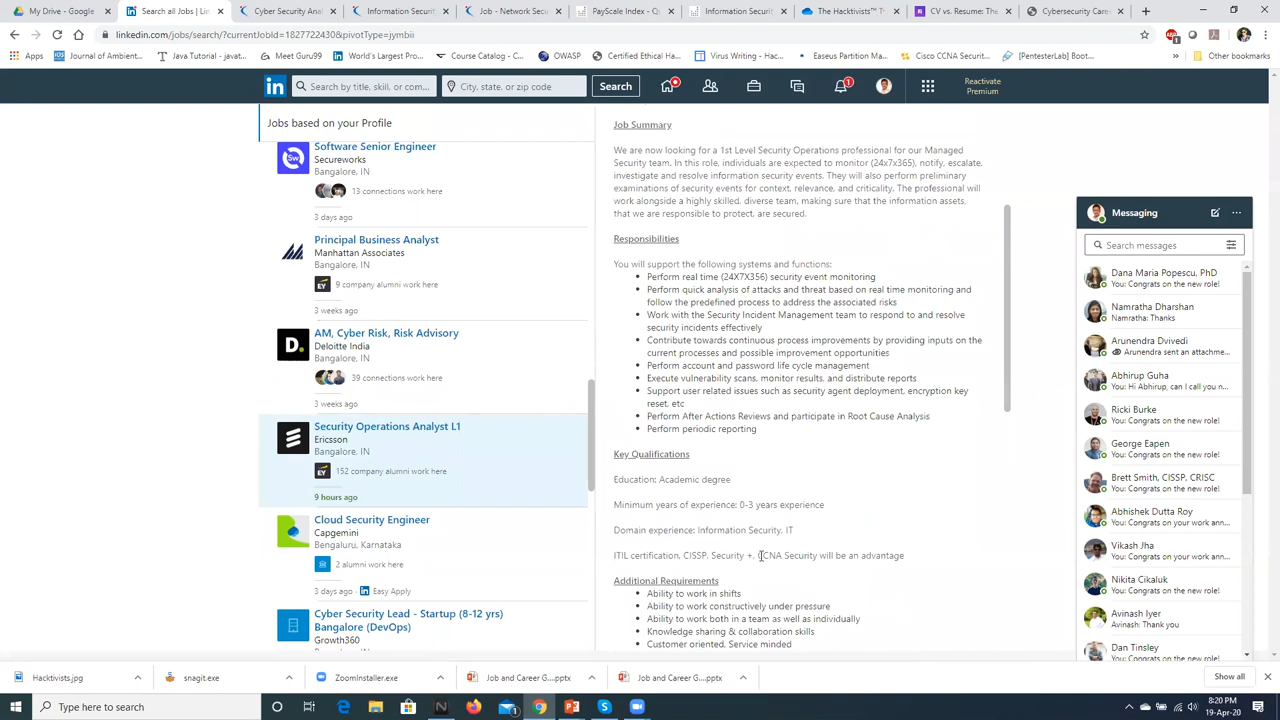 My Drive - Google
Search all Jobs | Lin
Cyber Security Anal
Information Security
Job - Network Secu
PayScale Index - Qu
Information Security
The Hacktivists™ Ty
CV vs. Resume: The
Cybersecurity Caree
linkedin.com/jobs/search/?currentJobId=1827722430&pivotType=jymbii
Apps
Journal of Ambient...
TutorialsPoint - Javat...
Meet Guru99
World's Largest Pro...
Course Catalog - C...
OWASP
Certified Ethical Ha...
Virus Writing - Hac...
Easeus Partition Ma...
Cisco CCNA Securit...
[PentesterLab] Boot...
Other bookmarks
Search by title, skill, or com...
City, state, or zip code
Search
1
Reactivate
Premium
Jobs based on your Profile
Software Senior Engineer
Secureworks
Bangalore, IN
13 connections work here
3 days ago
Principal Business Analyst
Manhattan Associates
Bangalore, IN
9 company alumni work here
3 weeks ago
AM, Cyber Risk, Risk Advisory
Deloitte India
Bangalore, IN
39 connections work here
3 weeks ago
Security Operations Analyst L1
Ericsson
Bangalore, IN
152 company alumni work here
9 hours ago
Cloud Security Engineer
Capgemini
Bengaluru, Karnataka
2 alumni work here
3 days ago · Easy Apply
Cyber Security Lead - Startup (8-12 yrs)
Bangalore (DevOps)
Growth360
Job Summary
We are now looking for a 1st Level Security Operations professional for our Managed
Security team. In this role, individuals are expected to monitor (24x7x365), notify, escalate,
investigate and resolve information security events. They will also perform preliminary
examinations of security events for context, relevance, and criticality. The professional will
work alongside a highly skilled, diverse team, making sure that the information assets,
that we are responsible to protect, are secured.
Responsibilities
You will support the following systems and functions:
Perform real time (24X7X356) security event monitoring
Perform quick analysis of attacks and threat based on real time monitoring and
follow the predefined process to address the associated risks
Work with the Security Incident Management team to respond to and resolve
security incidents effectively
Contribute towards continuous process improvements by providing inputs on the
current processes and possible improvement opportunities
Perform account and password life cycle management
Execute vulnerability scans, monitor results, and distribute reports
Support user related issues such as security agent deployment, encryption key
reset, etc
Perform After Actions Reviews and participate in Root Cause Analysis
Perform periodic reporting
Key Qualifications
Education: Academic degree
Minimum years of experience: 0-3 years experience
Domain experience: Information Security, IT
ITIL certification, CISSP, Security +, CCNA Security will be an advantage
Additional Requirements
Ability to work in shifts
Ability to work constructively under pressure
Ability to work both in a team as well as individually
Knowledge sharing & collaboration skills
Customer oriented, Service minded
Messaging
Search messages
Dana Maria Popescu, PhD
You: Congrats on the new role!
Namratha Dharshan
Namratha: Thanks
Arunendra Dvivedi
Arunendra sent an attachme...
Abhirup Guha
You: Hi Abhirup, can I call you n...
Ricki Burke
You: Congrats on the new role!
George Eapen
You: Congrats on the new role!
Brett Smith, CISSP, CRISC
You: Congrats on the new role!
Abhishek Dutta Roy
You: Congrats on your work ann...
Vikash Jha
You: Congrats on your work ann...
Nikita Cikaluk
You: Congrats on the new role!
Avinash Iyer
Avinash: Thank you
Dan Tinsley
You: Congrats on the new role!
Hacktivists.jpg
snagit.exe
ZoomInstaller.exe
Job and Career G....pptx
Job and Career G....pptx
Show all
Type here to search
8:20 PM
19-Apr-20